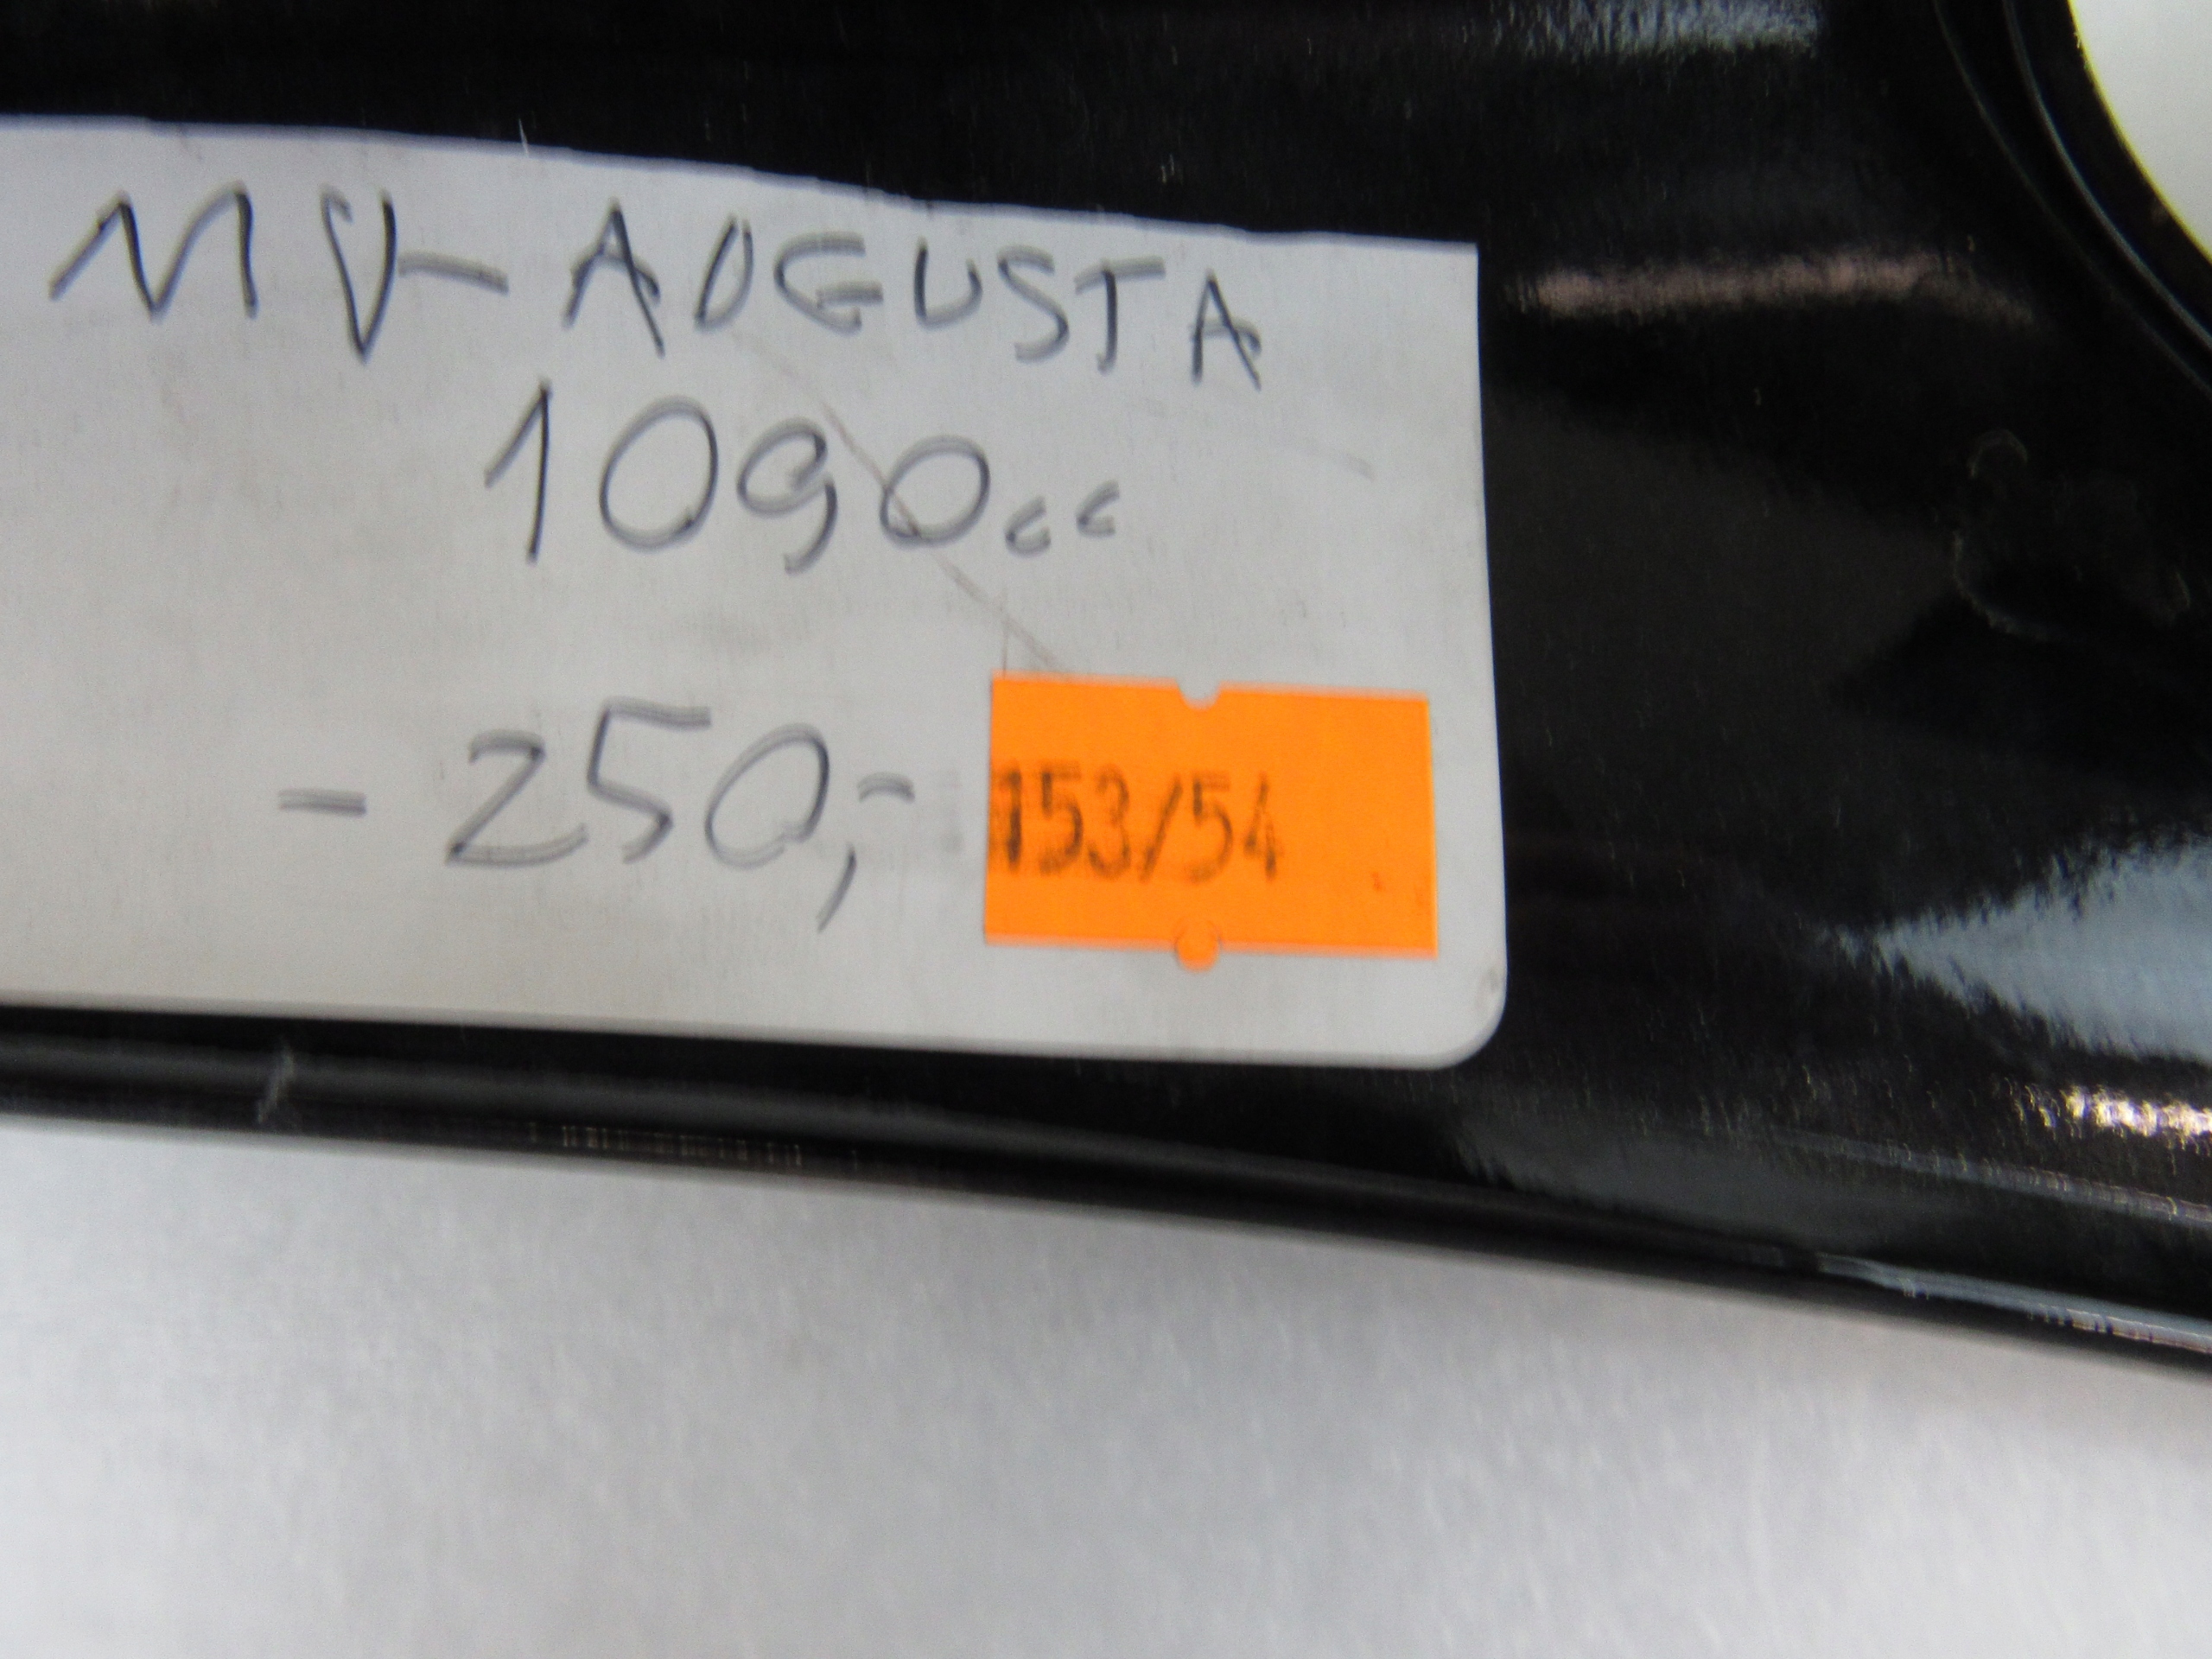 MV-AUGUSTA
1090cc
- 250,-
153/54